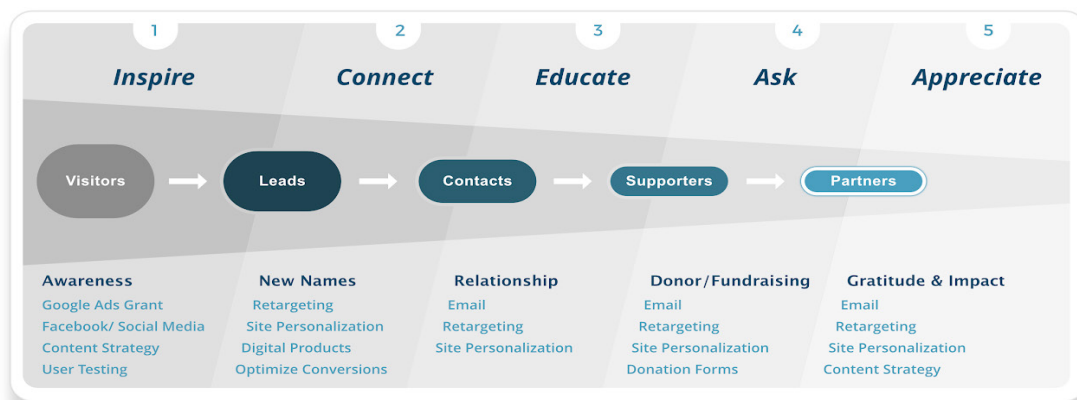 1
2
3
4
5
Inspire
Connect
Educate
Ask
Appreciate
Visitors
Leads
Contacts
Supporters
Partners
Awareness
Google Ads Grant
Facebook/ Social Media
Content Strategy
User Testing
New Names
Retargeting
Site Personalization
Digital Products
Optimize Conversions
Relationship
Email
Retargeting
Site Personalization
Donor/Fundraising
Email
Retargeting
Site Personalization
Donation Forms
Gratitude & Impact
Email
Retargeting
Site Personalization
Content Strategy